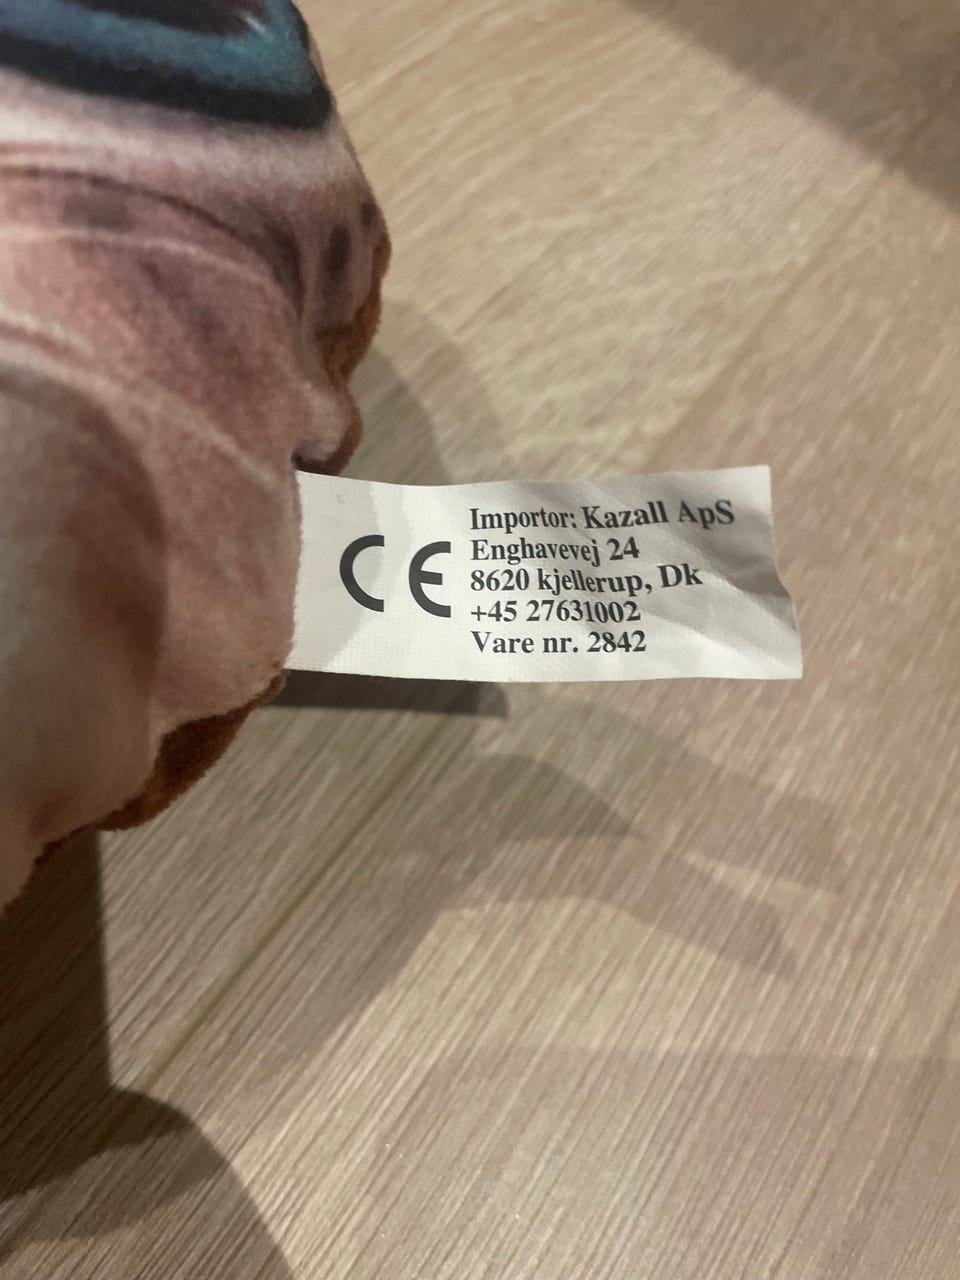 CE
Importor: Kazall ApS
Enghavevej 24
8620 kjellerup, Dk
+45 27631002
Vare nr. 2842